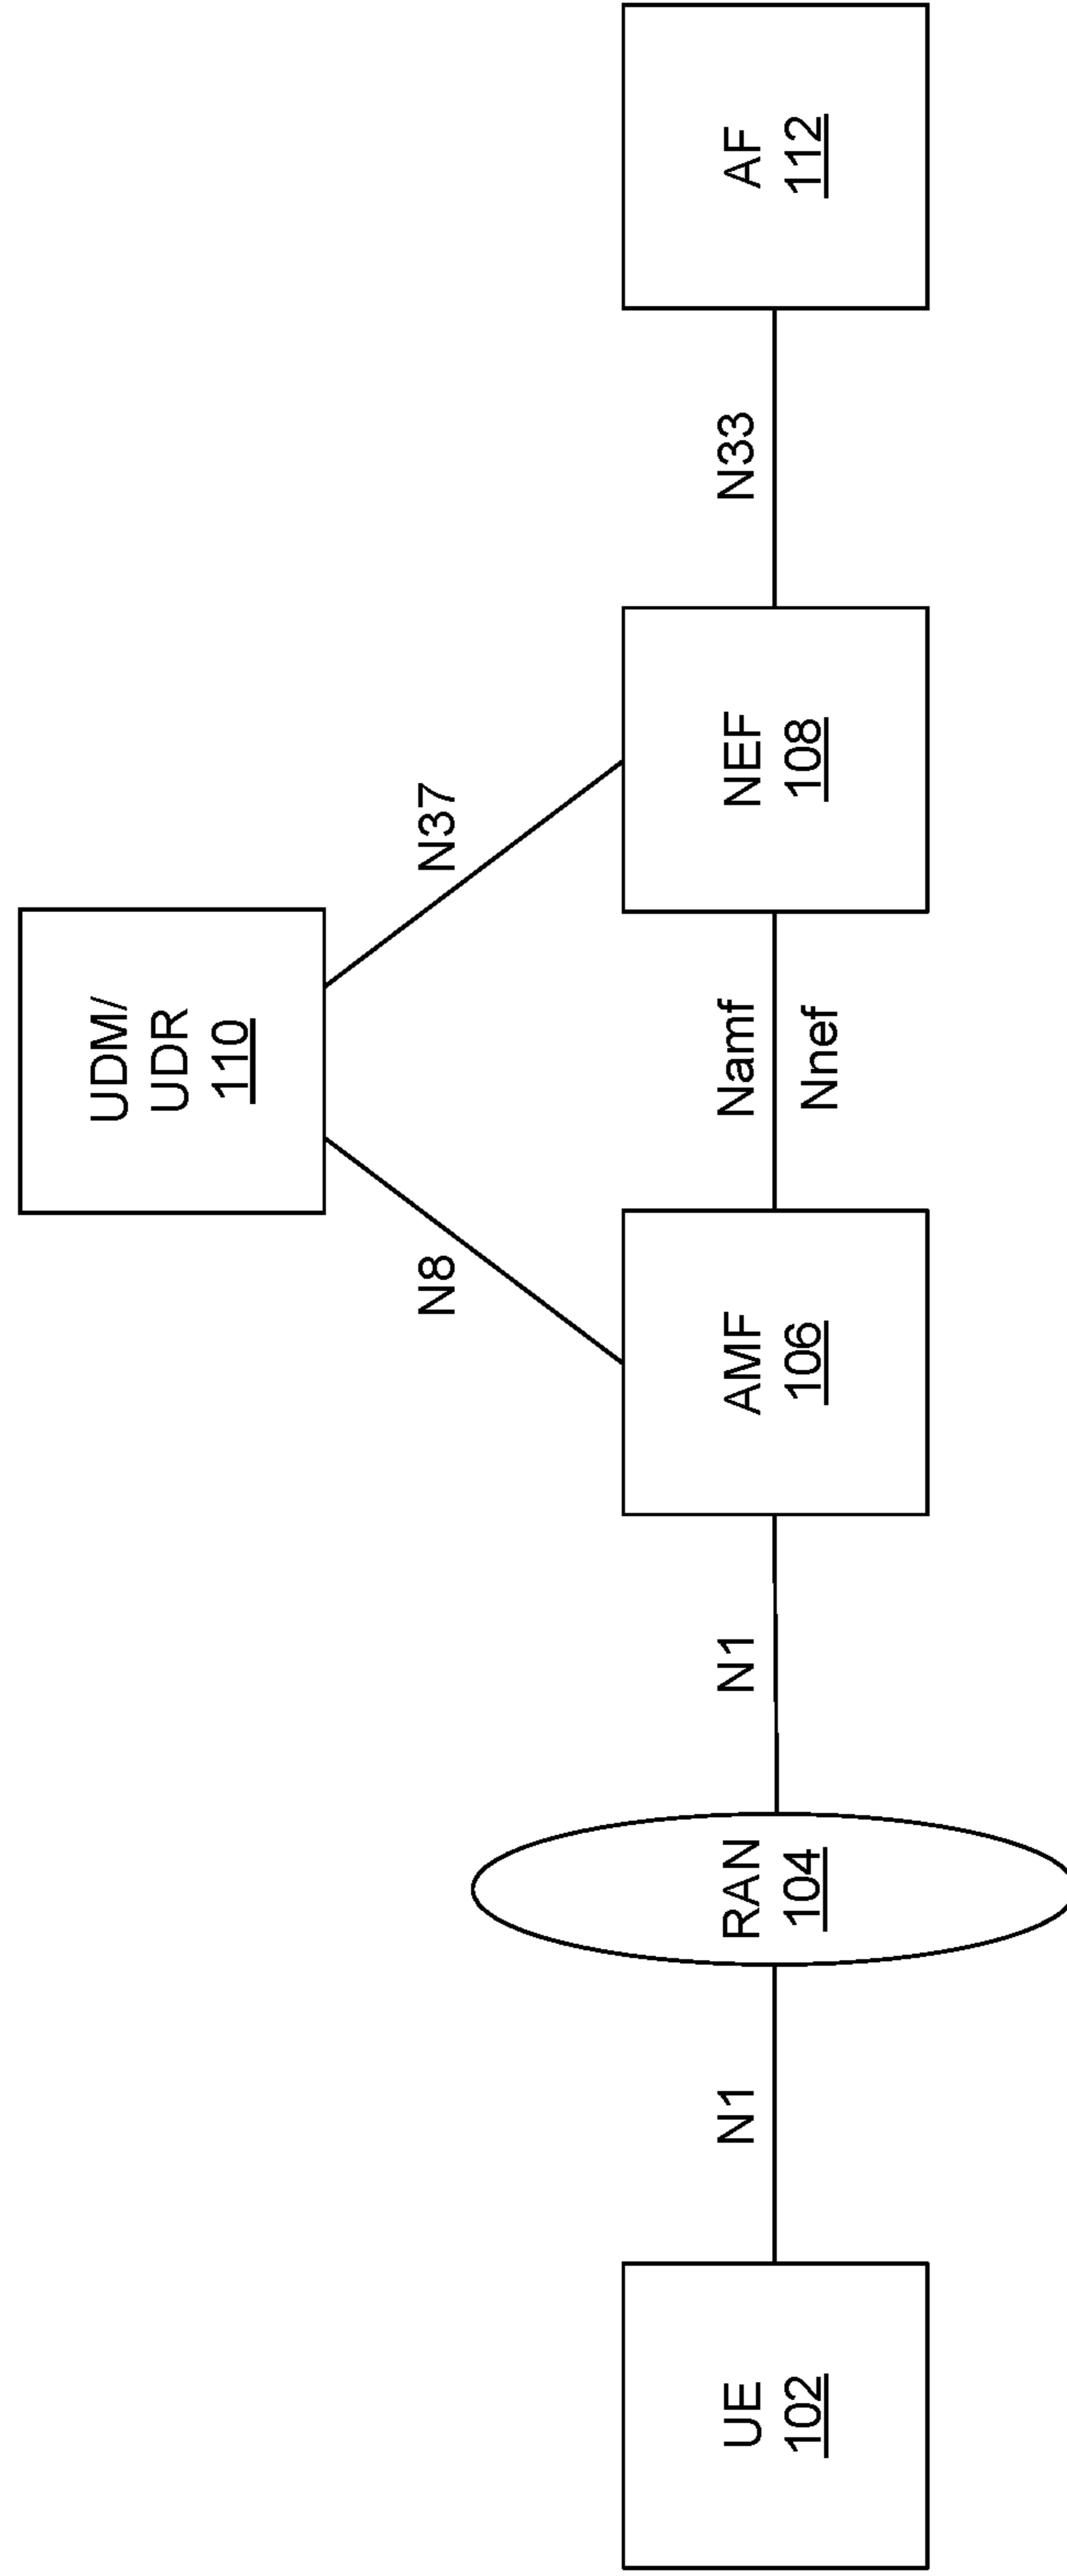 UDM/
UDR
110
N8
N37
UE
102
N1
RAN
104
N1
AMF
106
Namf
Nnef
NEF
108
N33
AF
112